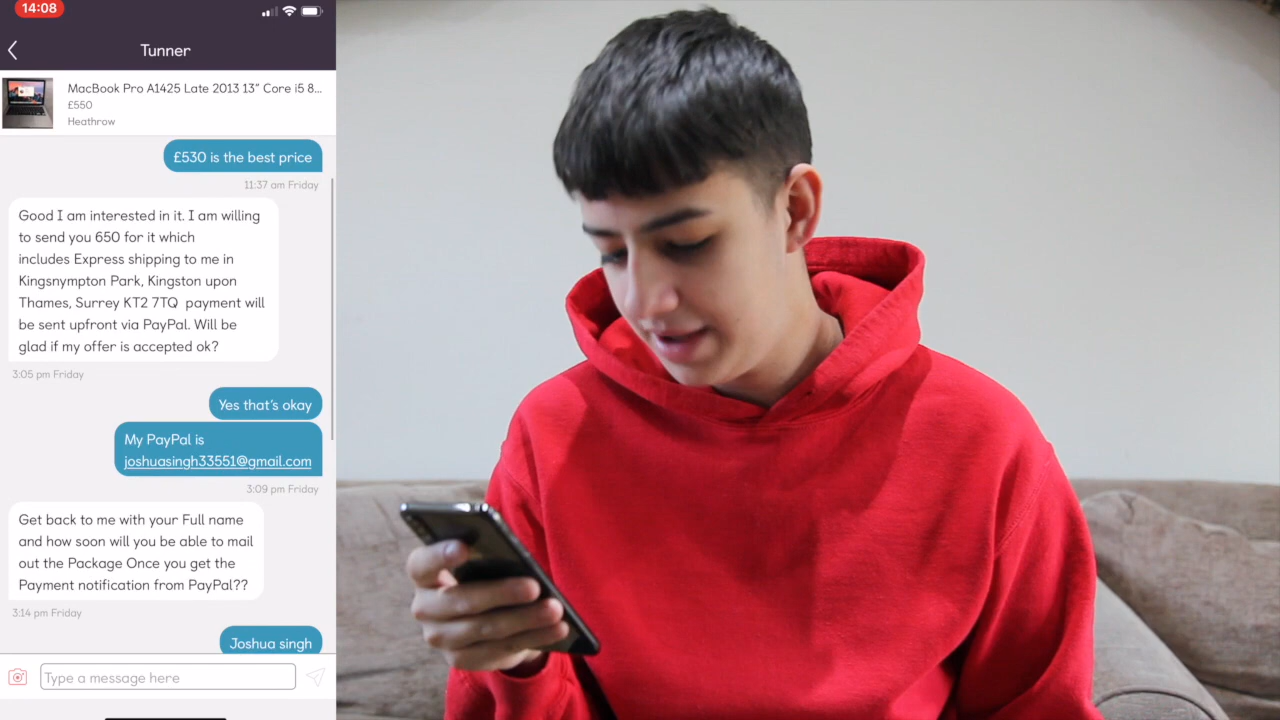 14:08
Tunner
MacBook Pro A1425 Late 2013 13" Core i5 8...
£550
Heathrow
£530 is the best price
11:37 am Friday
Good I am interested in it. I am willing
to send you 650 for it which
includes Express shipping to me in
Kingsnympton Park, Kingston upon
Thames, Surrey KT2 7TQ payment will
be sent upfront via PayPal. Will be
glad if my offer is accepted ok?
3:05 pm Friday
Yes that's okay
My PayPal is
joshuasingh33551@gmail.com
3:09 pm Friday
Get back to me with your Full name
and how soon will you be able to mail
out the Package Once you get the
Payment notification from PayPal??
3:14 pm Friday
Joshua singh
Type a message here